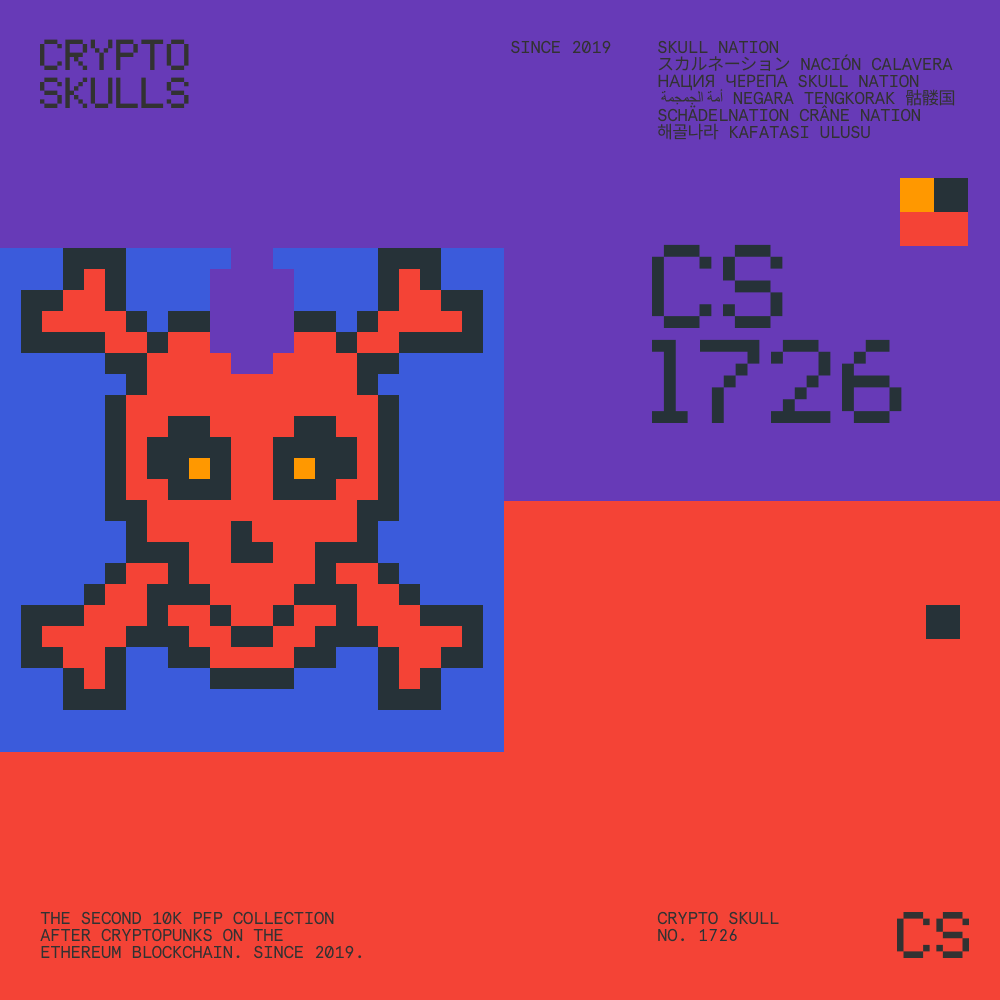 CRYPTO
SKULLS
SINCE 2019
SKULL NATION
スカルネーション NACIÓN CALAVERA
НАЦИЯ ЧЕРЕПА SKULL NATION
أمة الجمجمة NEGARA TENGKORAK 骷髅国
SCHÄDELNATION CRÂNE NATION
해골나라 KAFATASI ULUSU
CS
1726
THE SECOND 10K PFP COLLECTION
AFTER CRYPTOPUNKS ON THE
ETHEREUM BLOCKCHAIN. SINCE 2019.
CRYPTO SKULL
NO. 1726
CS